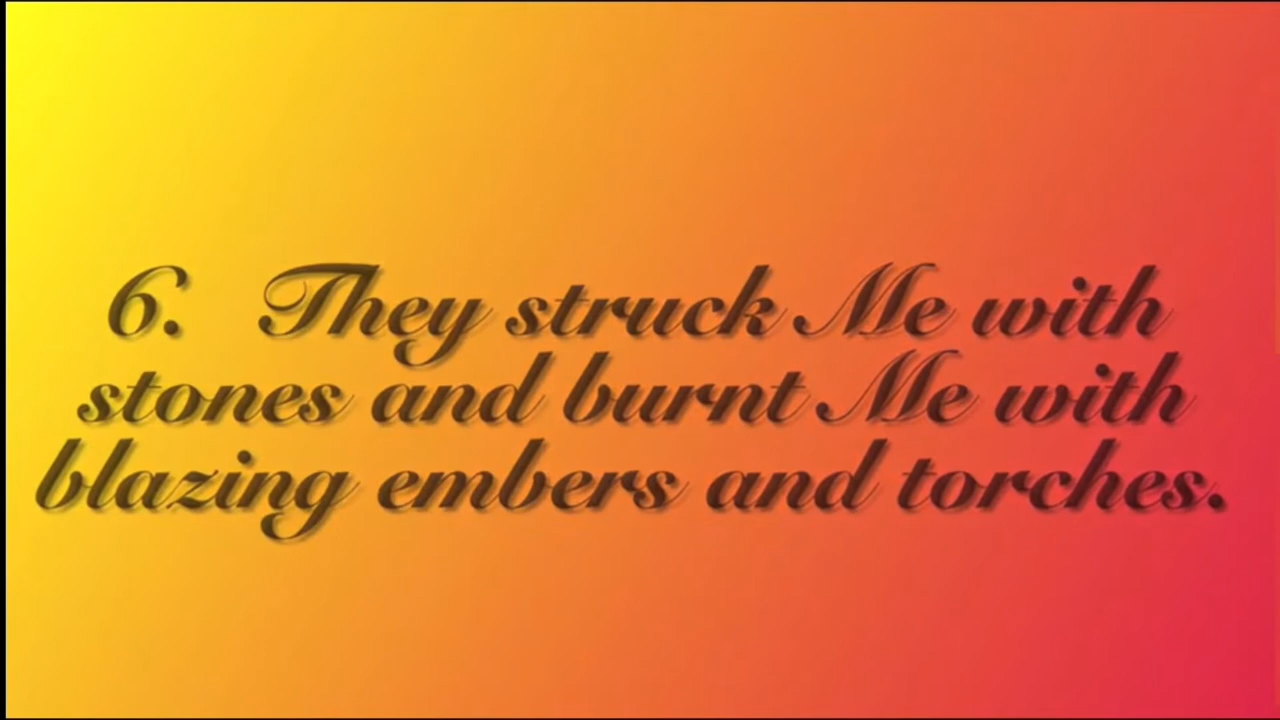 6. They struck Me with
stones and burnt Me with
blazing embers and torches.